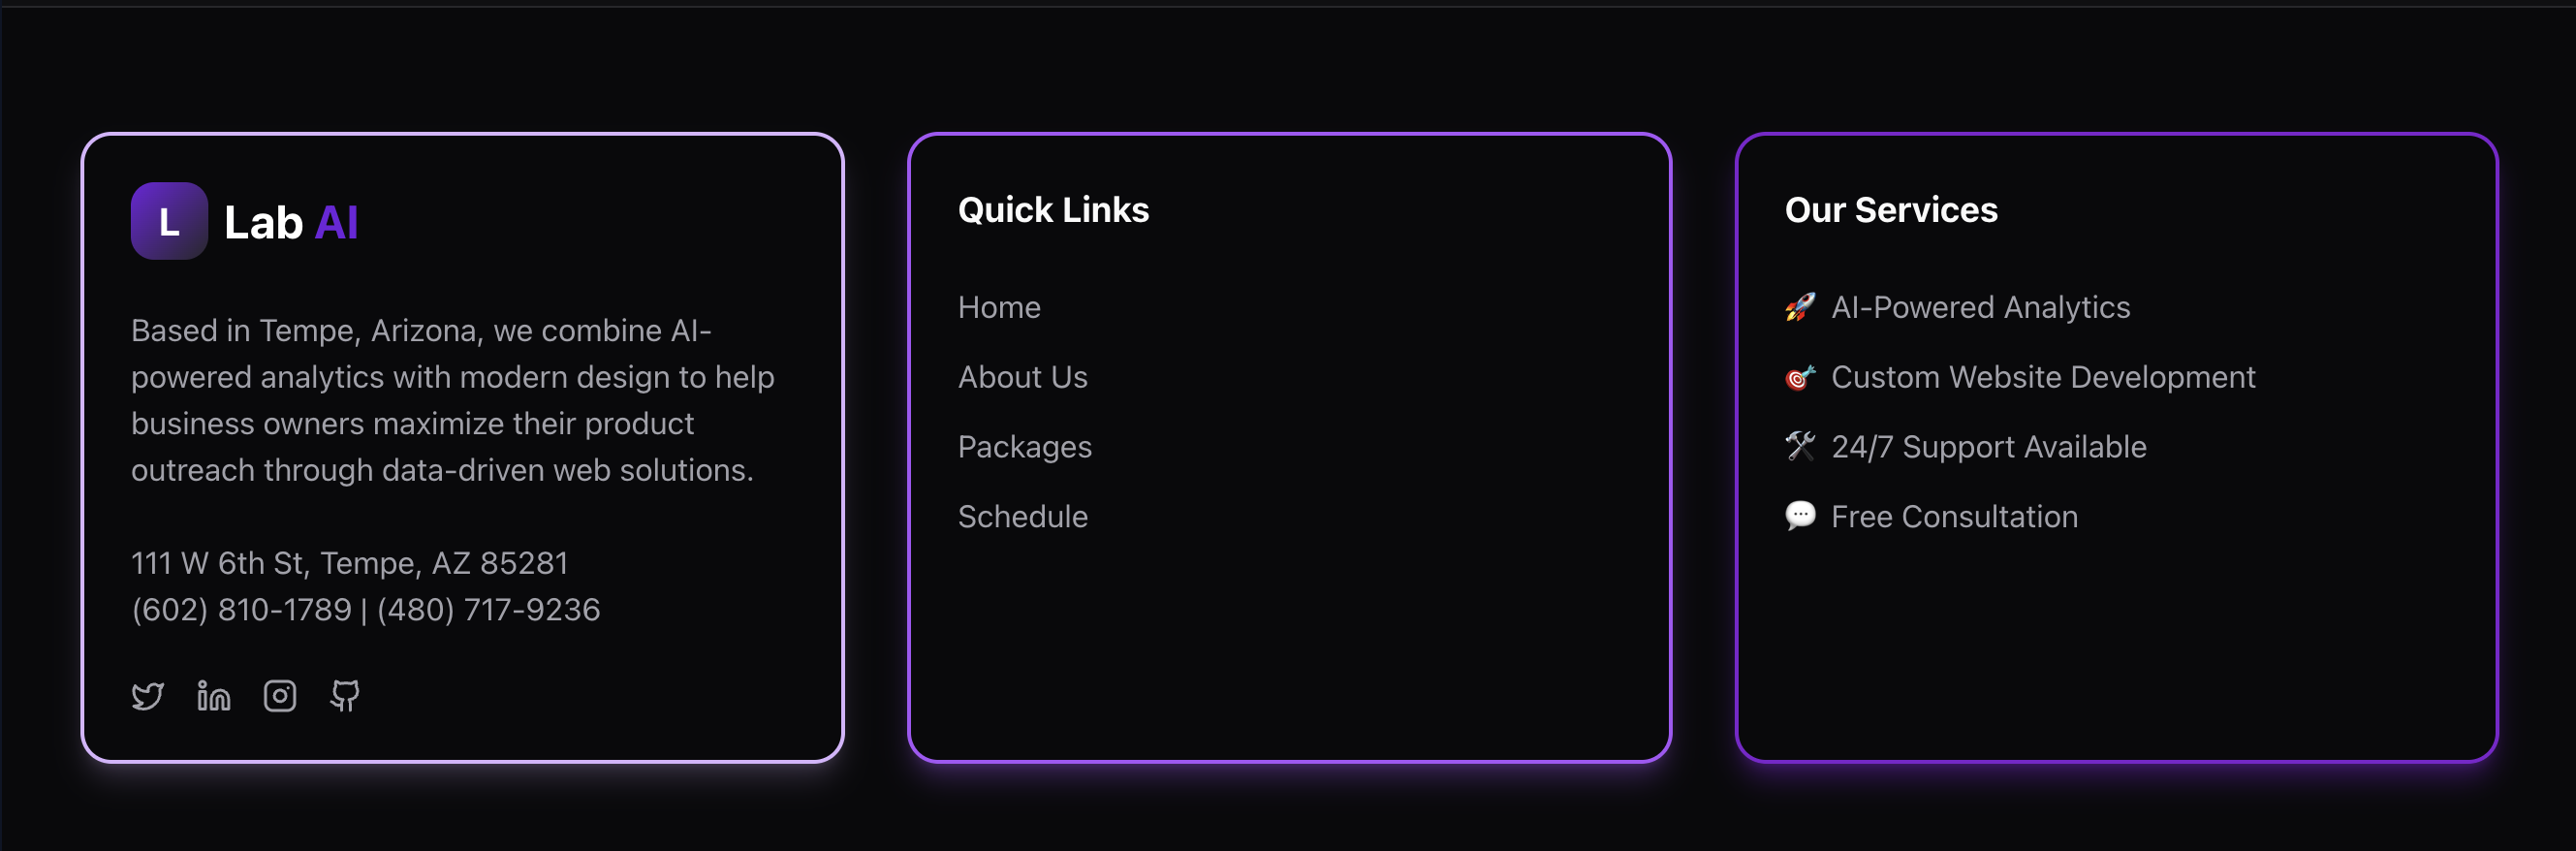 L
Lab AI
Based in Tempe, Arizona, we combine AI-
powered analytics with modern design to help
business owners maximize their product
outreach through data-driven web solutions.
111 W 6th St, Tempe, AZ 85281
(602) 810-1789 | (480) 717-9236
Quick Links
Home
About Us
Packages
Schedule
Our Services
🚀 AI-Powered Analytics
🎯 Custom Website Development
🛠️ 24/7 Support Available
💬 Free Consultation